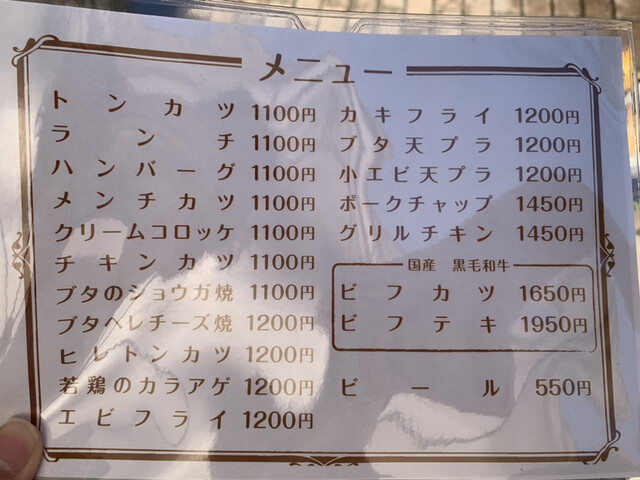 メニュー
トンカツ 1100円
ランチ 1100円
ハンバーグ 1100円
メンチカツ 1100円
クリームコロッケ 1100円
チキンカツ 1100円
ブタのショウガ焼 1100円
ブタヘレチーズ焼 1200円
ヒレトンカツ 1200円
若鶏のカラアゲ 1200円
エビフライ 1200円
カキフライ 1200円
ブタ天プラ 1200円
小エビ天プラ 1200円
ポークチャップ 1450円
グリルチキン 1450円
国産 黒毛和牛
ビフカツ 1650円
ビフテキ 1950円
ビール 550円